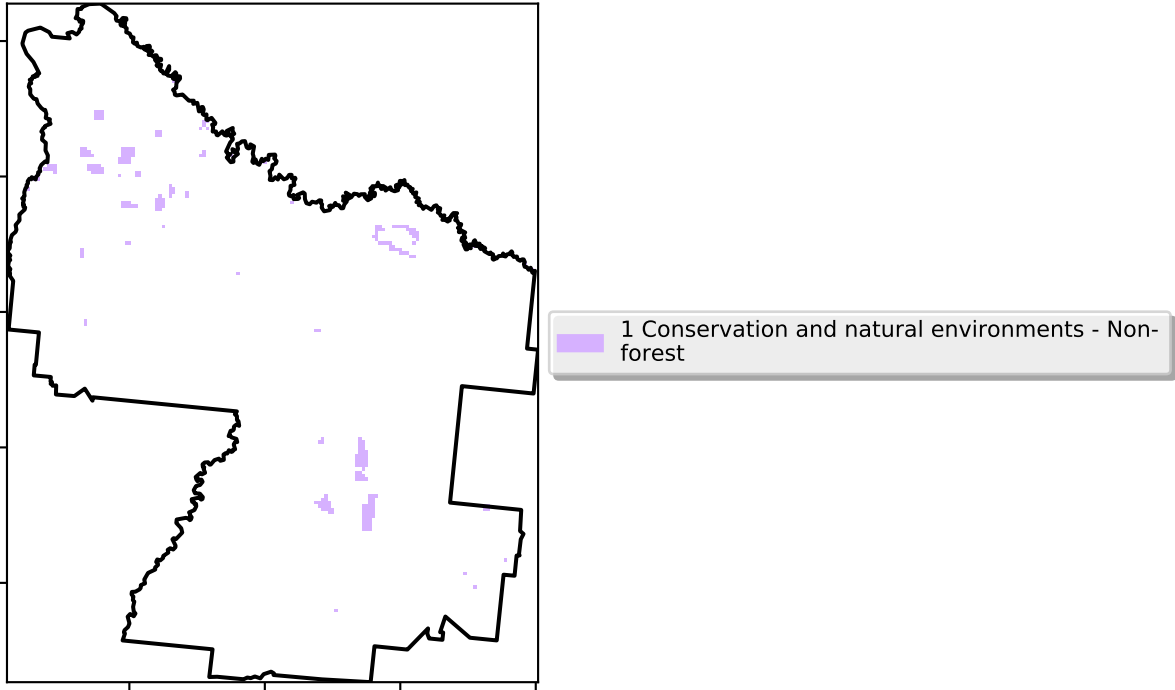 1 Conservation and natural environments - Non-
forest